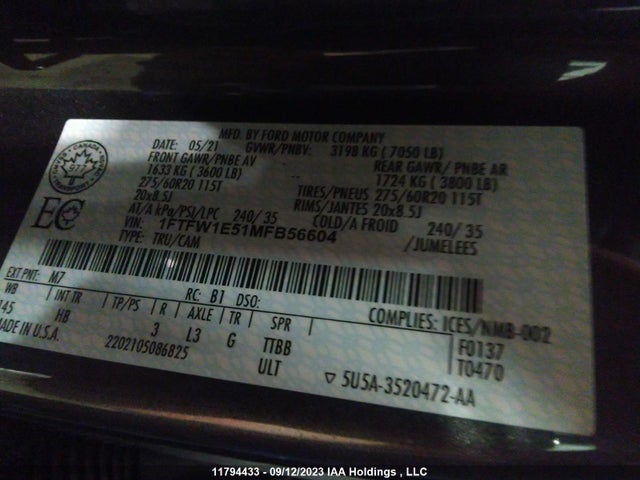 MFD. BY FORD MOTOR COMPANY
DATE: 05/21 GVWR/PNBV: 3198 KG ( 7050 LB)
FRONT GAWR/PNBE AV REAR GAWR/ PNBE AR
1633 KG ( 3600 LB) 1724 KG ( 3800 LB)
275/60R20 115T TIRES/PNEUS 275/60R20 115T
20x8.5J RIMS/JANTES 20x8.5J
AT/A kPa/PSI/LPC 240/ 35 COLD/A FROID 240/ 35
VIN: 1FTFW1E51MFB56604 /JUMELEES
TYPE: TRU/CAM
CANADA
977
EC
EXT PNT: M7 RC: B1 DSO:
COMPLIES: ICES/NMB-002
WB INT TR TP/PS R AXLE TR SPR F0137
145 HB 3 L3 G TTBB T0470
MADE IN U.S.A. 2202105086825 ULT
▽ 5U5A-3520472-AA
11794433 - 09/12/2023 IAA Holdings , LLC